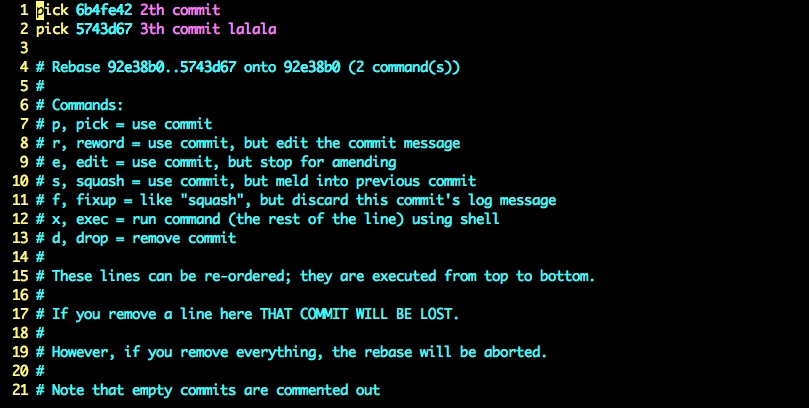 1 pick 6b4fe42 2th commit
2 pick 5743d67 3th commit lalala
3
4 # Rebase 92e38b0..5743d67 onto 92e38b0 (2 command(s))
5 #
6 # Commands:
7 # p, pick = use commit
8 # r, reword = use commit, but edit the commit message
9 # e, edit = use commit, but stop for amending
10 # s, squash = use commit, but meld into previous commit
11 # f, fixup = like "squash", but discard this commit's log message
12 # x, exec = run command (the rest of the line) using shell
13 # d, drop = remove commit
14 #
15 # These lines can be re-ordered; they are executed from top to bottom.
16 #
17 # If you remove a line here THAT COMMIT WILL BE LOST.
18 #
19 # However, if you remove everything, the rebase will be aborted.
20 #
21 # Note that empty commits are commented out